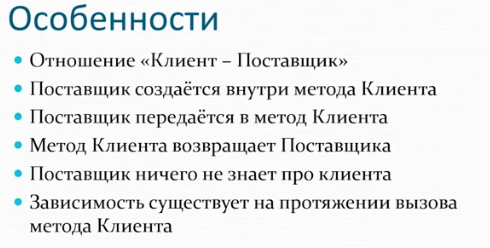 Особенности
Отношение «Клиент – Поставщик»
Поставщик создаётся внутри метода Клиента
Поставщик передаётся в метод Клиента
Метод Клиента возвращает Поставщика
Поставщик ничего не знает про клиента
Зависимость существует на протяжении вызова
метода Клиента